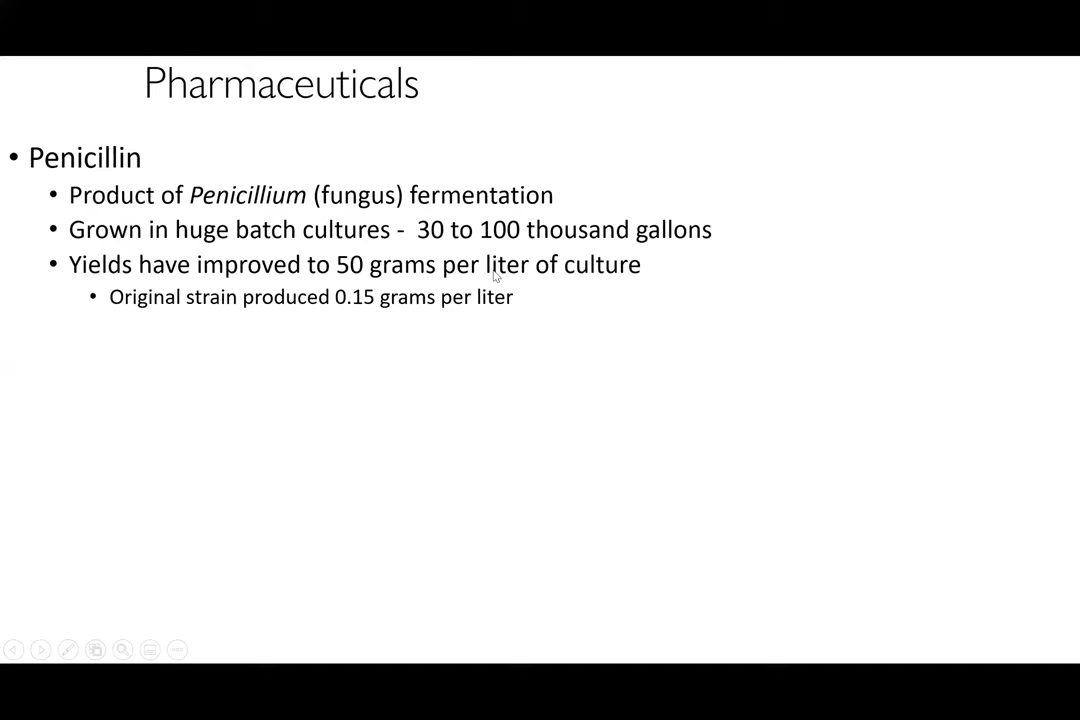 Pharmaceuticals
• Penicillin
• Product of Penicillium (fungus) fermentation
• Grown in huge batch cultures - 30 to 100 thousand gallons
• Yields have improved to 50 grams per liter of culture
• Original strain produced 0.15 grams per liter